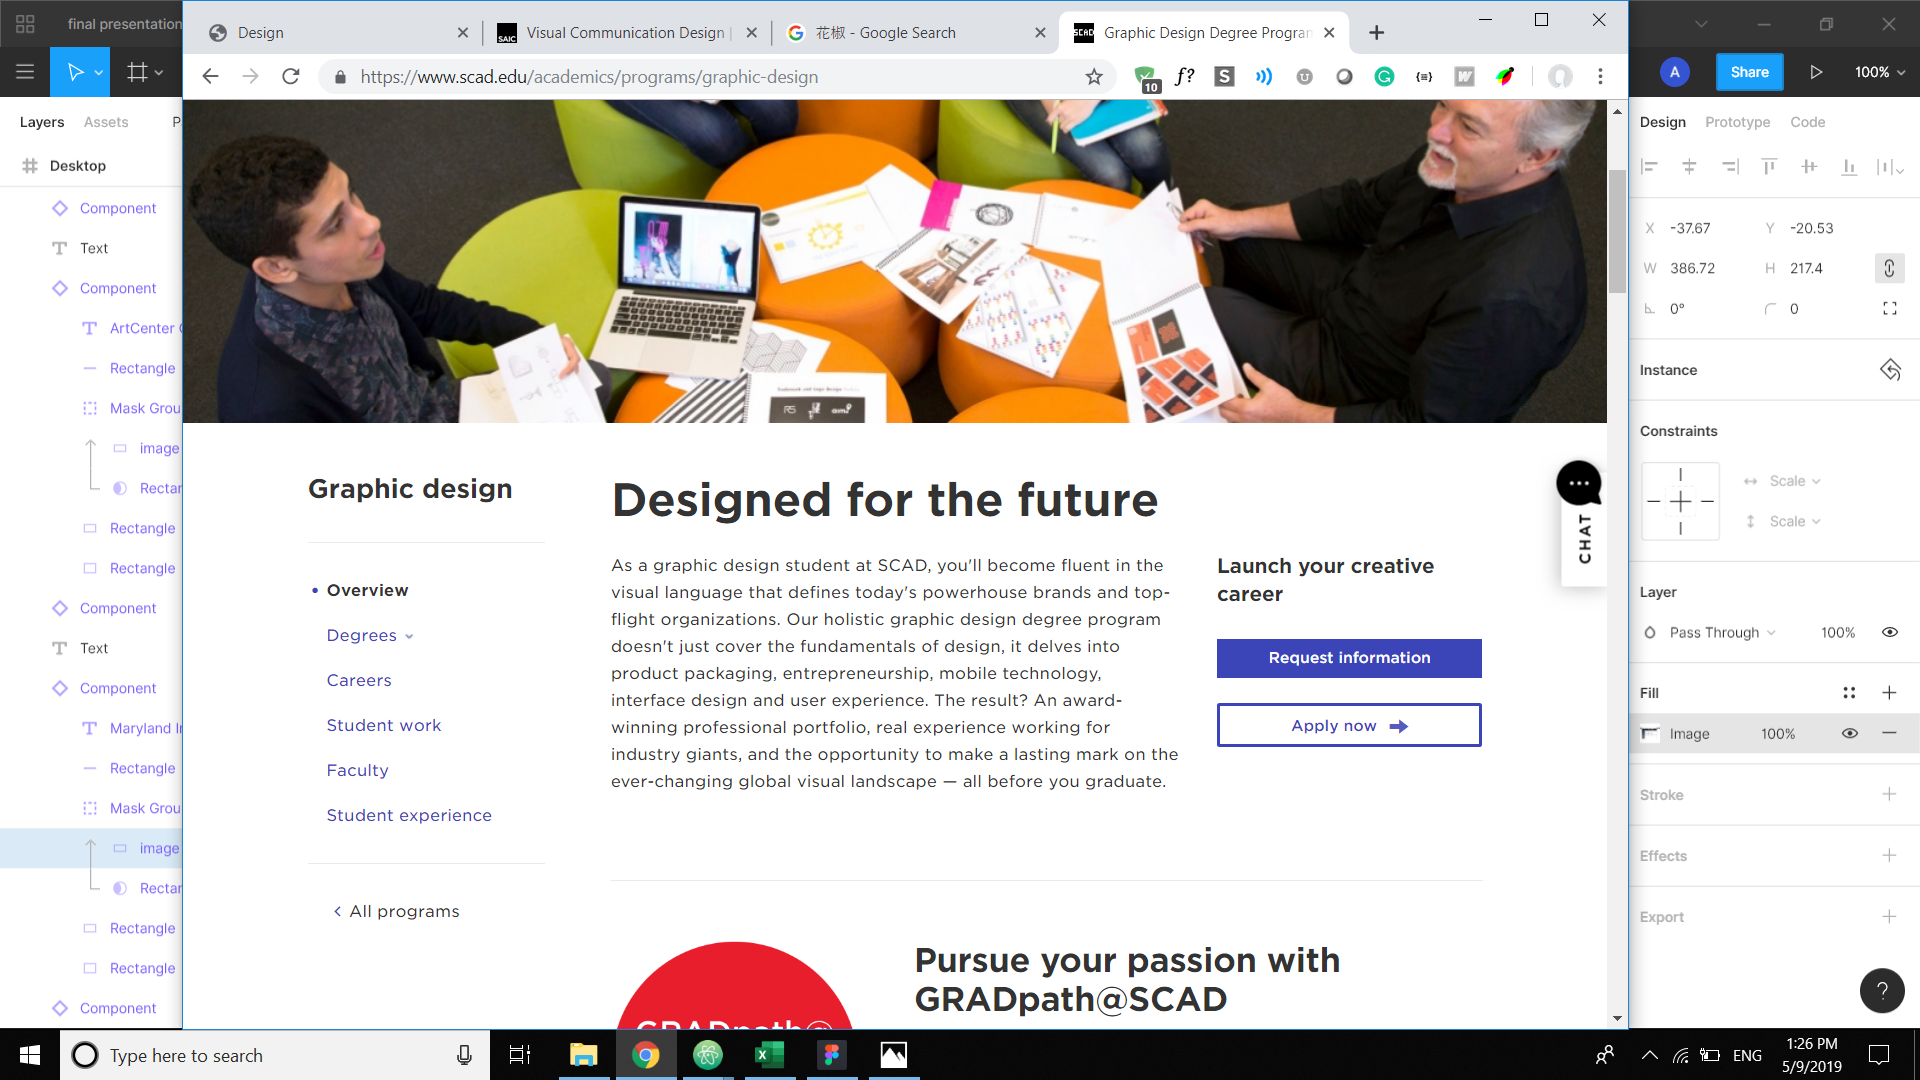 final presentation
Design
SAIC
Visual Communication Design |
花椒 - Google Search
SCAD
Graphic Design Degree Program
https://www.scad.edu/academics/programs/graphic-design
10
f?
S
W
A
Share
100%
Layers
Assets
P
Desktop
Component
Text
Component
ArtCenter
Rectangle
Mask Grou
image
Rectan
Rectangle
Rectangle
Component
Text
Component
Maryland In
Rectangle
Mask Grou
image
Rectan
Rectangle
Rectangle
Component
Graphic design
Overview
Degrees
Careers
Student work
Faculty
Student experience
All programs
Designed for the future
As a graphic design student at SCAD, you'll become fluent in the
visual language that defines today's powerhouse brands and top-
flight organizations. Our holistic graphic design degree program
doesn't just cover the fundamentals of design, it delves into
product packaging, entrepreneurship, mobile technology,
interface design and user experience. The result? An award-
winning professional portfolio, real experience working for
industry giants, and the opportunity to make a lasting mark on the
ever-changing global visual landscape — all before you graduate.
Launch your creative
career
Request information
Apply now
CHAT
GRADpath@
Pursue your passion with
GRADpath@SCAD
Design
Prototype
Code
X
-37.67
Y
-20.53
W
386.72
H
217.4
0°
0
Instance
Constraints
Scale
Scale
Layer
Pass Through
100%
Fill
Image
100%
Stroke
Effects
Export
?
Type here to search
ENG
1:26 PM
5/9/2019